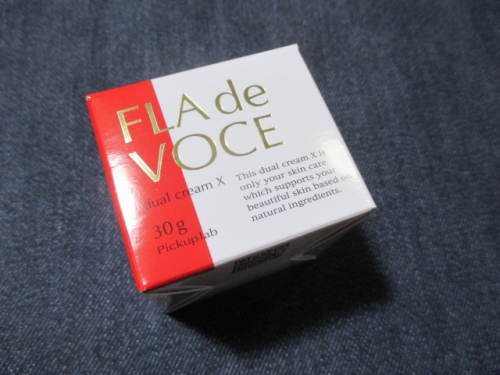 FLA de
VOCE
dual cream X
30g
Pickuplab
This dual cream X is
only your skin care
which supports your
beautiful skin based on
natural ingredients.